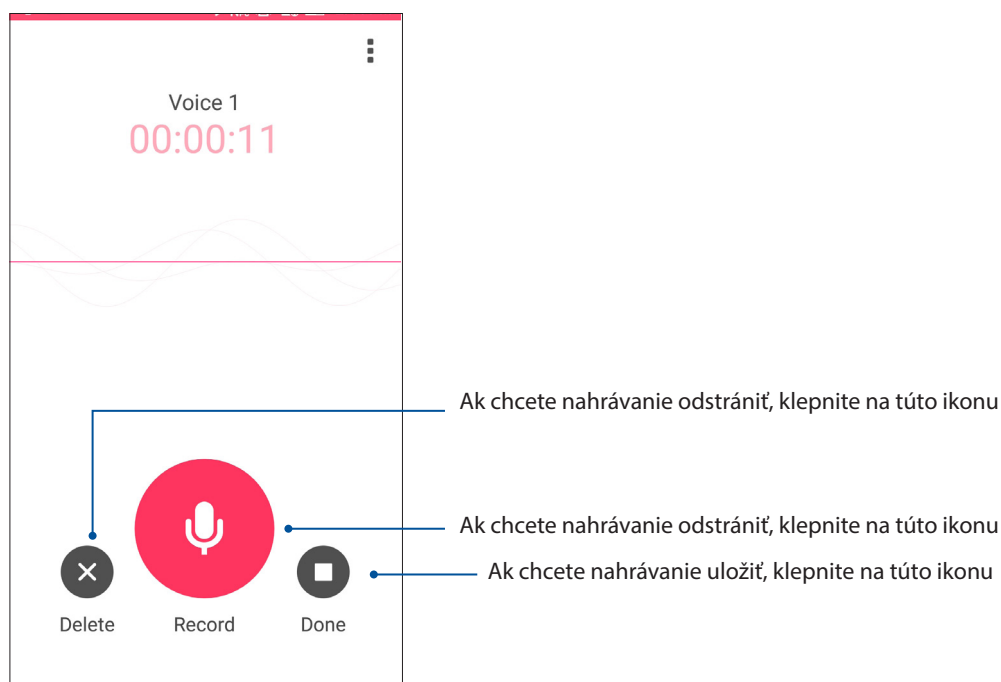 Voice 1
00:00:11
Ak chcete nahrávanie odstrániť, klepnite na túto ikonu
Ak chcete nahrávanie odstrániť, klepnite na túto ikonu
Ak chcete nahrávanie uložiť, klepnite na túto ikonu
Delete
Record
Done